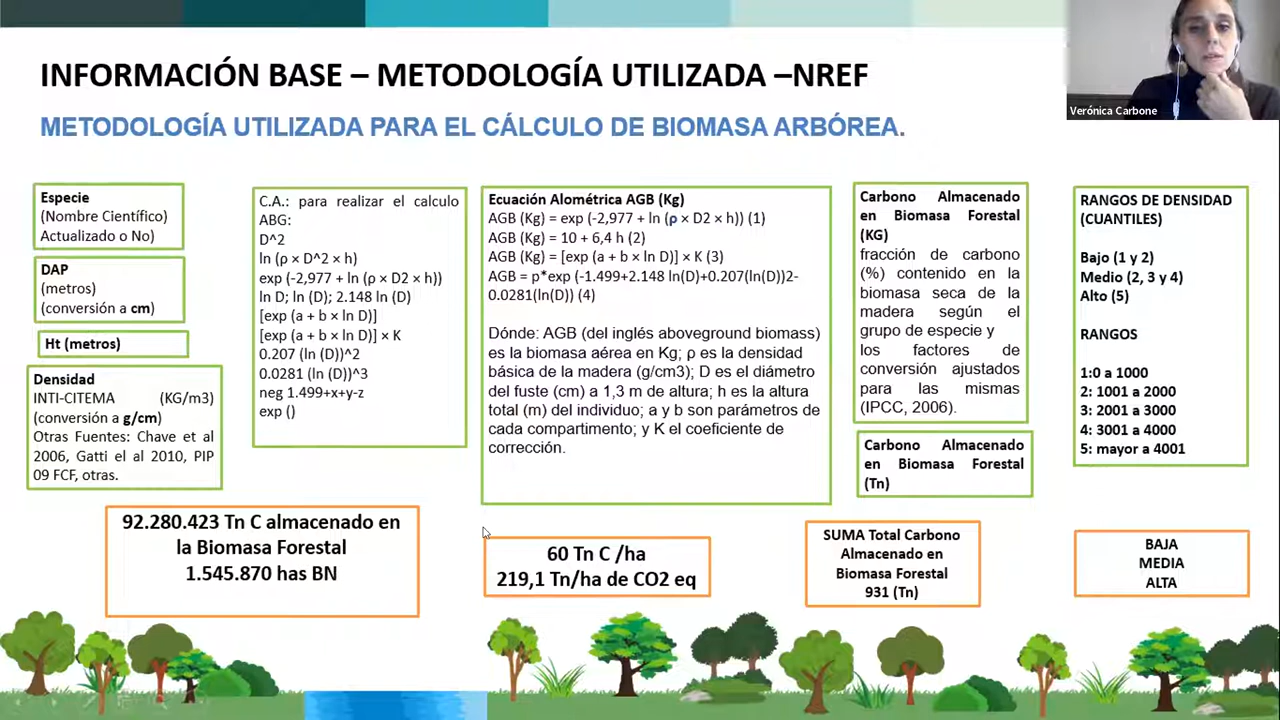 INFORMACIÓN BASE – METODOLOGÍA UTILIZADA –NREF
METODOLOGÍA UTILIZADA PARA EL CÁLCULO DE BIOMASA ARBÓREA.
Verónica Carbone
Especie
(Nombre Científico)
Actualizado o No)
DAP
(metros)
(conversión a cm)
Ht (metros)
Densidad
INTI-CITEMA (KG/m3)
(conversión a g/cm)
Otras Fuentes: Chave et al
2006, Gatti el al 2010, PIP
09 FCF, otras.
C.A.: para realizar el calculo
ABG:
D^2
ln (ρ × D^2 × h)
exp (-2,977 + ln (ρ × D2 × h))
ln D; ln (D); 2.148 ln (D)
[exp (a + b × ln D)]
[exp (a + b × ln D)] × K
0.207 (ln (D))^2
0.0281 (ln (D))^3
neg 1.499+x+y-z
exp ()
Ecuación Alométrica AGB (Kg)
AGB (Kg) = exp (-2,977 + ln (ρ × D2 × h)) (1)
AGB (Kg) = 10 + 6,4 h (2)
AGB (Kg) = [exp (a + b × ln D)] × K (3)
AGB = p*exp (-1.499+2.148 ln(D)+0.207(ln(D))2-
0.0281(ln(D)) (4)
Dónde: AGB (del inglés aboveground biomass)
es la biomasa aérea en Kg; ρ es la densidad
básica de la madera (g/cm3); D es el diámetro
del fuste (cm) a 1,3 m de altura; h es la altura
total (m) del individuo; a y b son parámetros de
cada compartimento; y K el coeficiente de
corrección.
Carbono Almacenado
en Biomasa Forestal
(KG)
fracción de carbono
(%) contenido en la
biomasa seca de la
madera según el
grupo de especie y
los factores de
conversión ajustados
para las mismas
(IPCC, 2006).
Carbono Almacenado
en Biomasa Forestal
(Tn)
RANGOS DE DENSIDAD
(CUANTILES)
Bajo (1 y 2)
Medio (2, 3 y 4)
Alto (5)
RANGOS
1:0 a 1000
2: 1001 a 2000
3: 2001 a 3000
4: 3001 a 4000
5: mayor a 4001
92.280.423 Tn C almacenado en
la Biomasa Forestal
1.545.870 has BN
60 Tn C /ha
219,1 Tn/ha de CO2 eq
SUMA Total Carbono
Almacenado en
Biomasa Forestal
931 (Tn)
BAJA
MEDIA
ALTA